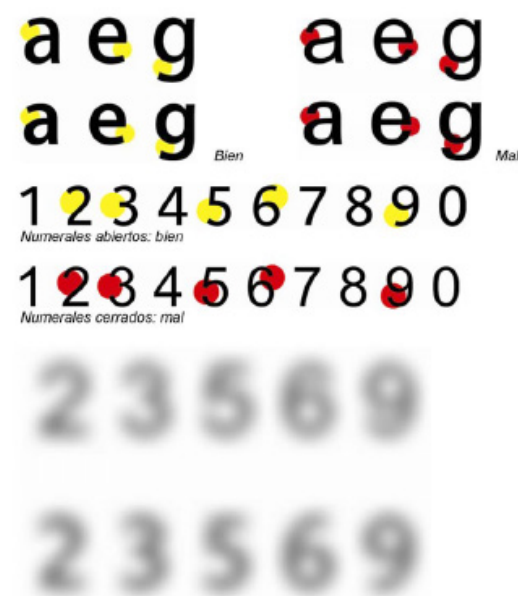 a e g a e g
a e g Bien a e g Mal
1 2 3 4 5 6 7 8 9 0
Numerales abiertos: bien
1 2 3 4 5 6 7 8 9 0
Numerales cerrados: mal
2 3 5 6 9
2 3 5 6 9